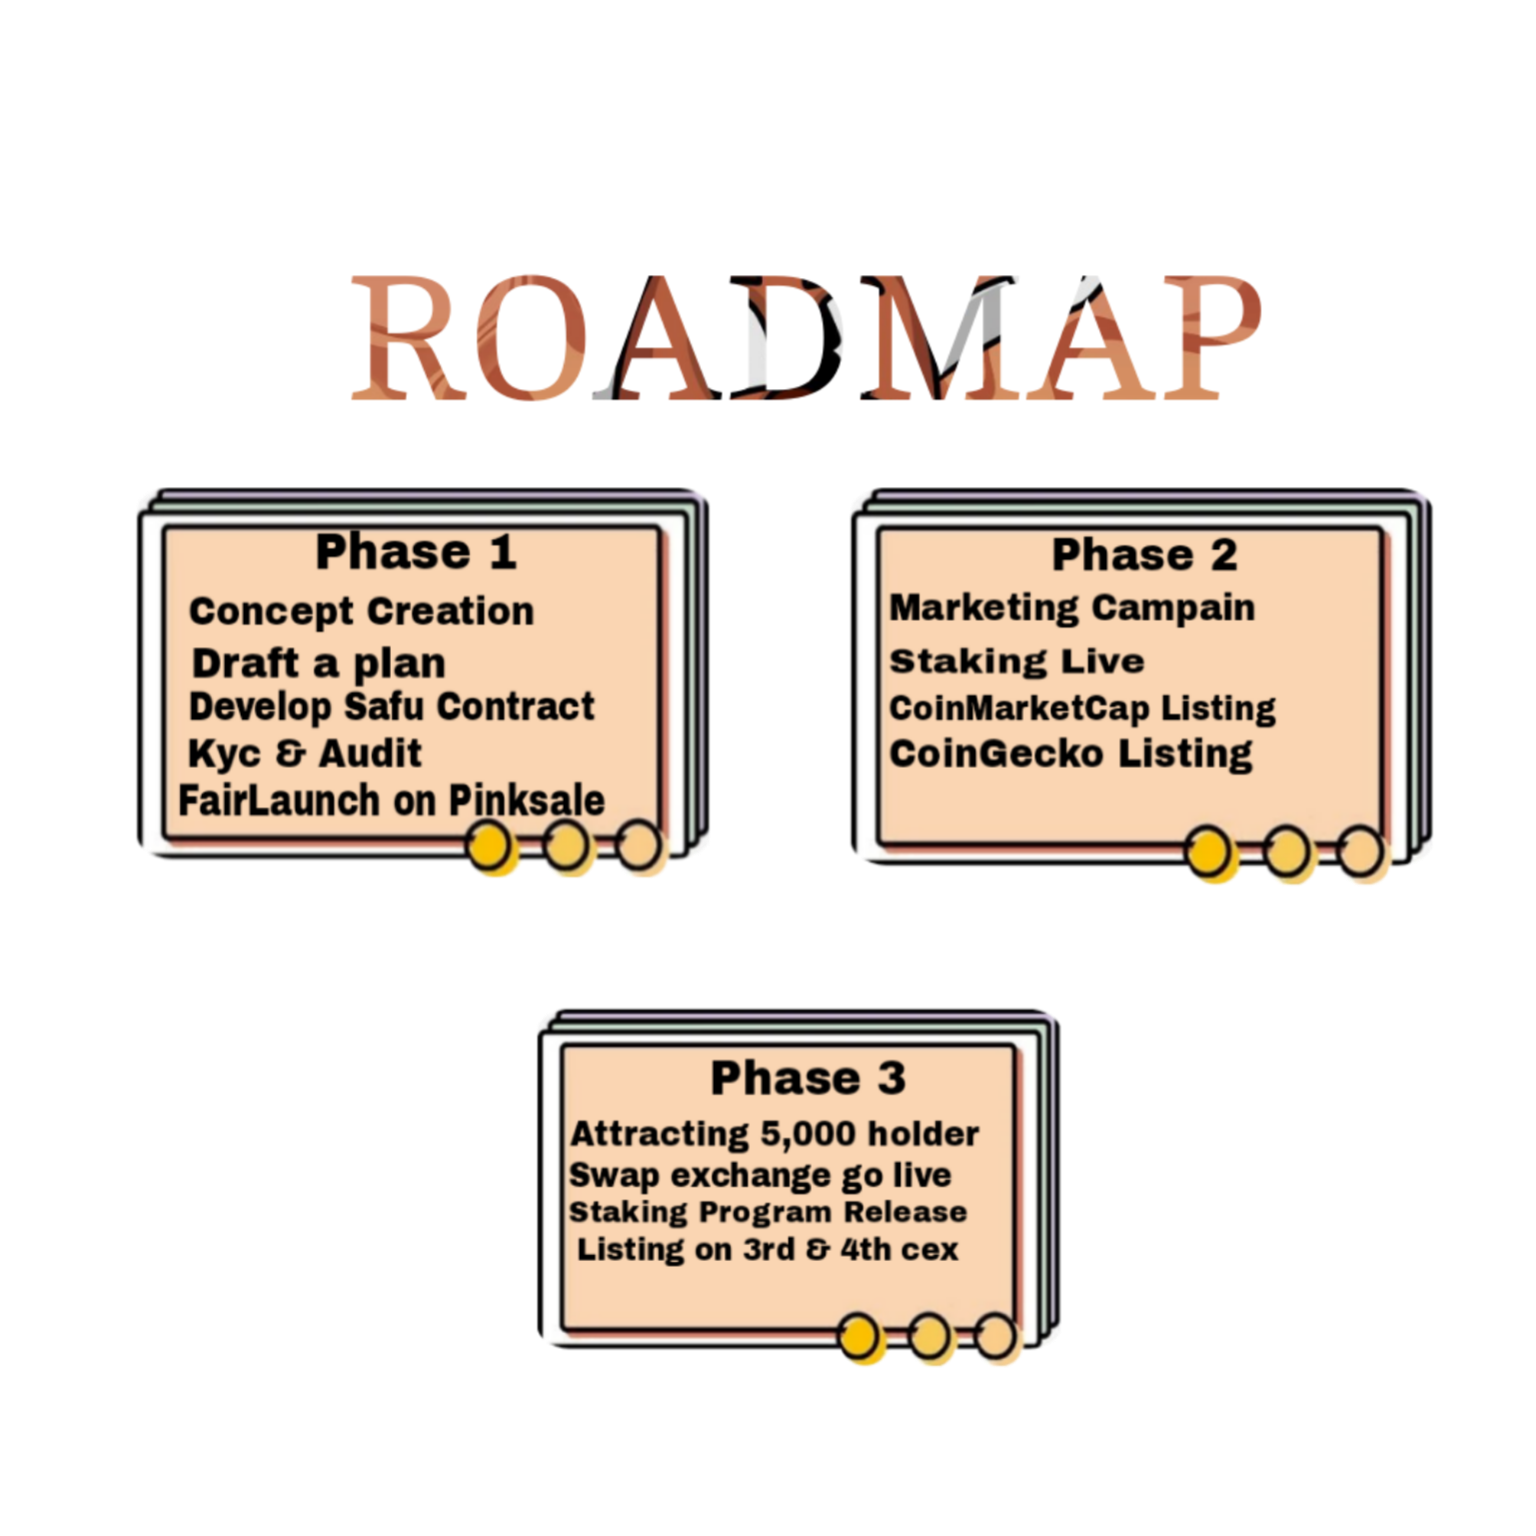 ROADMAP
Phase 1
Concept Creation
Draft a plan
Develop Safu Contract
Kyc & Audit
FairLaunch on Pinksale
Phase 2
Marketing Campain
Staking Live
CoinMarketCap Listing
CoinGecko Listing
Phase 3
Attracting 5,000 holder
Swap exchange go live
Staking Program Release
Listing on 3rd & 4th cex